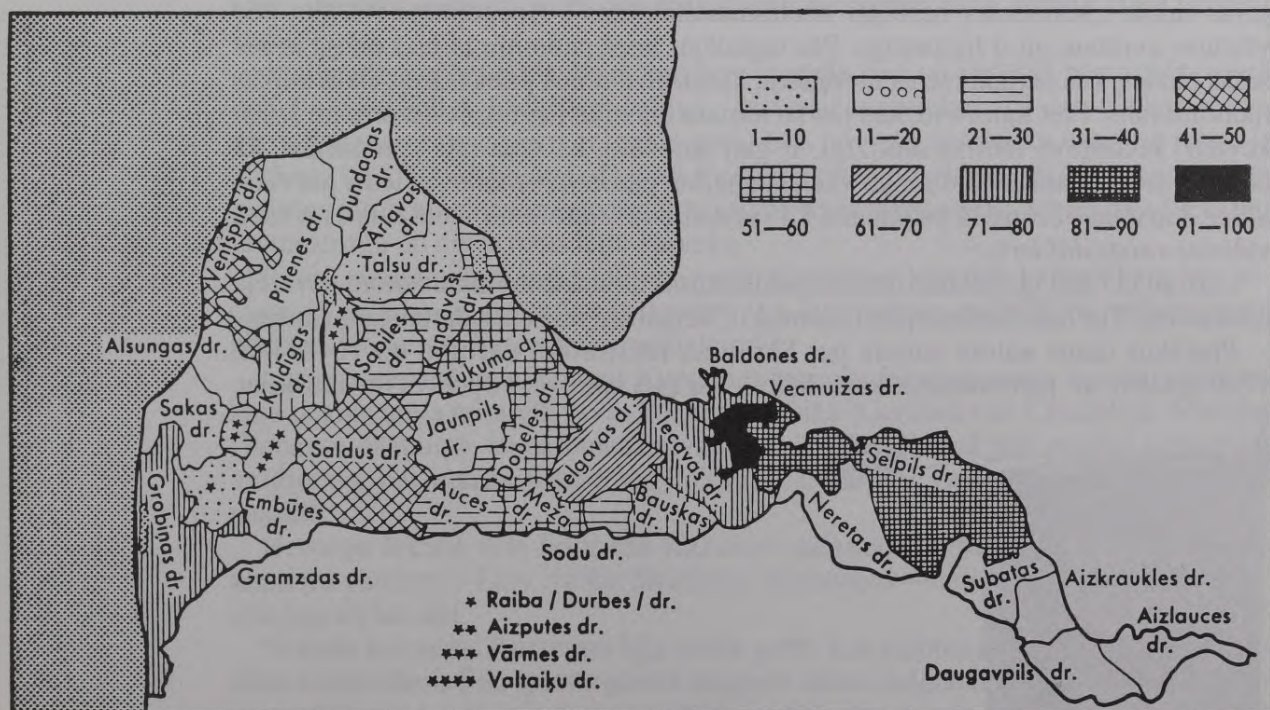 1—10 11—20 21—30 31—40 41—50
51—60 61—70 71—80 81—90 91—100
Ventspils dr.
Piltenes dr.
Dundagas dr.
Arlavas dr.
Talsu dr.
Alsungas dr.
Kuldīgas dr.
Sabiles dr.
Kandavas dr.
Tukuma dr.
Baldones dr.
Vecmuižas dr.
Sakas dr.
Saldus dr.
Jaunpils dr.
Dobeles dr.
Jelgavas dr.
Iecavas dr.
Sēlpils dr.
Grobiņas dr.
Embūtes dr.
Auces dr.
Meža
Bauskas dr.
Neretas dr.
Sodu dr.
Gramzdas dr.
Subatas dr.
Aizkraukles dr.
Aizlauces dr.
Daugavpils dr.
* Raiba / Durbes / dr.
** Aizputes dr.
*** Vārmes dr.
**** Valtaiķu dr.